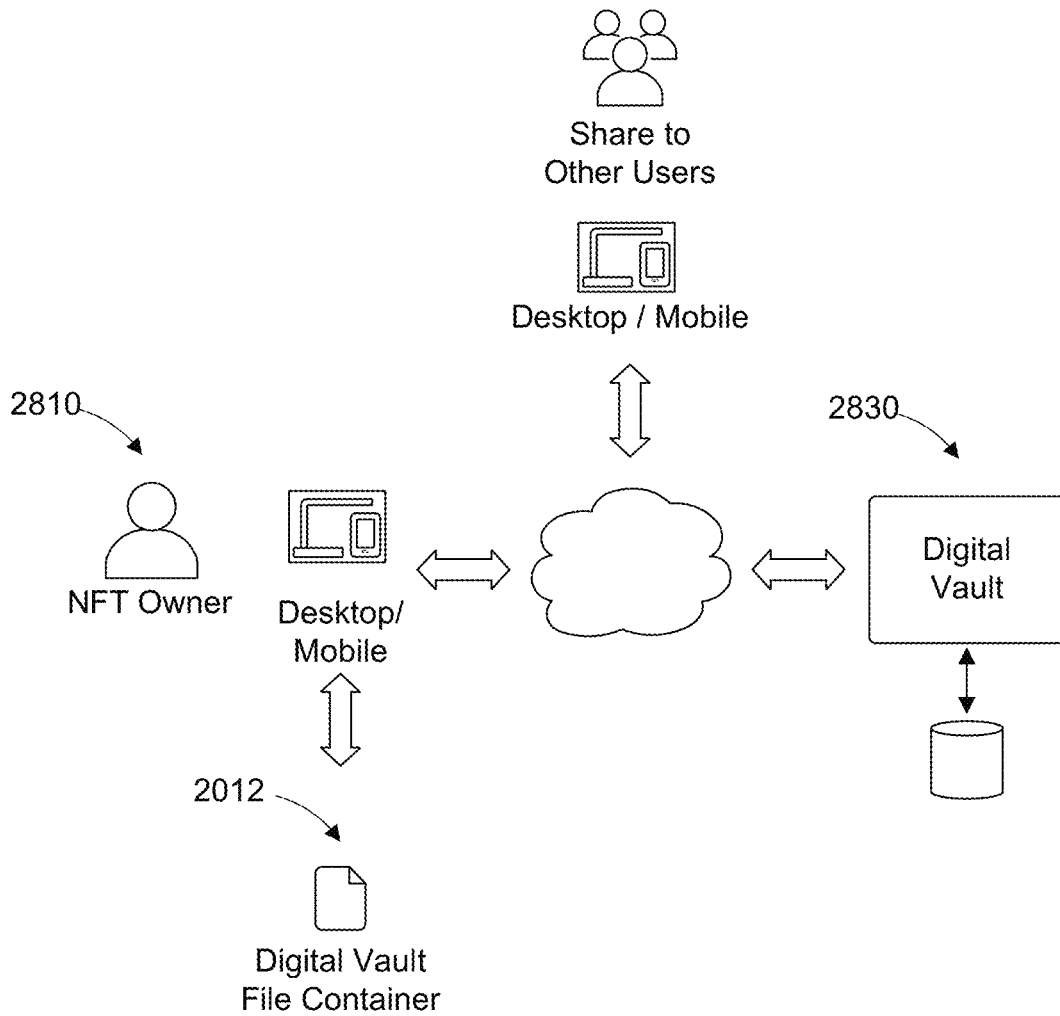 Share to
Other Users
Desktop / Mobile
2810
2830
NFT Owner
Desktop/
Mobile
Digital
Vault
2012
Digital Vault
File Container